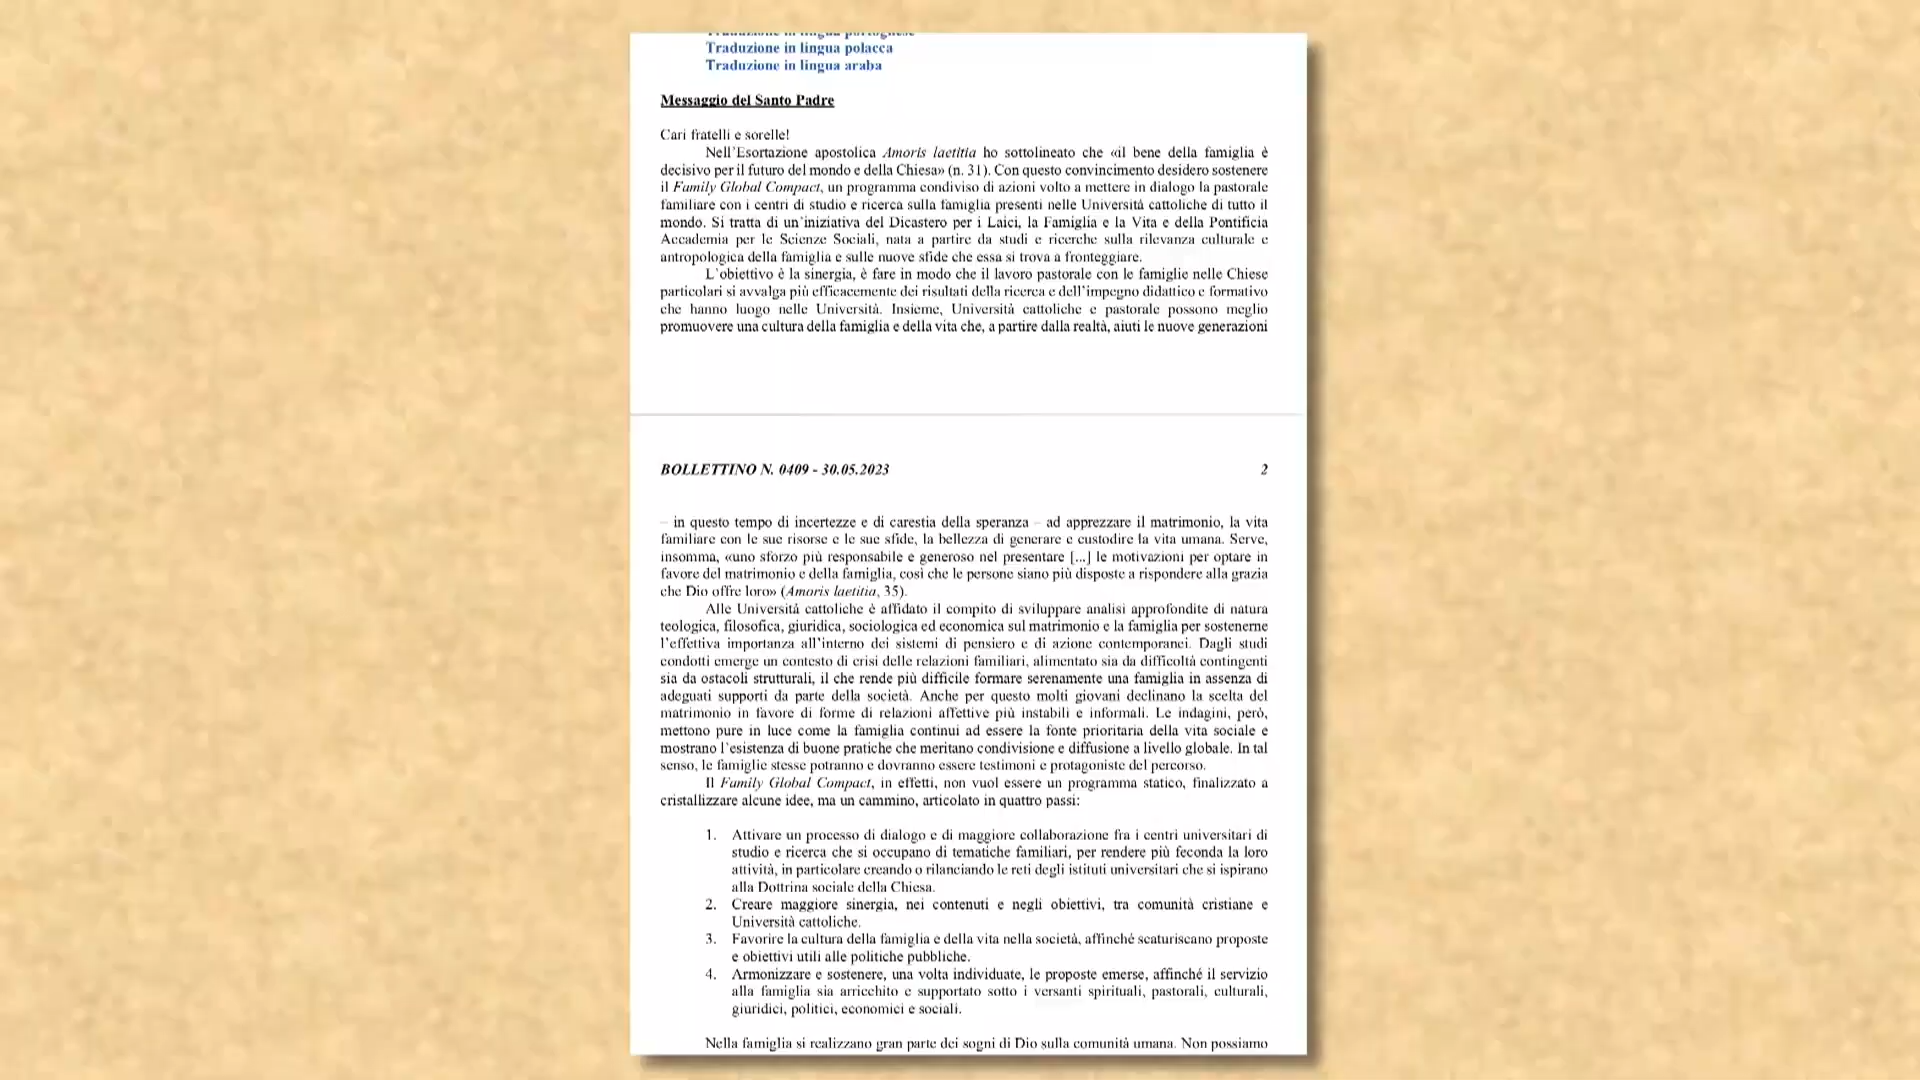 Traduzione in lingua portoghese
Traduzione in lingua polacca
Traduzione in lingua araba
Messaggio del Santo Padre
Cari fratelli e sorelle!
Nell'Esortazione apostolica Amoris laetitia ho sottolineato che «il bene della famiglia è
decisivo per il futuro del mondo e della Chiesa» (n. 31). Con questo convincimento desidero sostenere
il Family Global Compact, un programma condiviso di azioni volto a mettere in dialogo la pastorale
familiare con i centri di studio e ricerca sulla famiglia presenti nelle Università cattoliche di tutto il
mondo. Si tratta di un'iniziativa del Dicastero per i Laici, la Famiglia e la Vita e della Pontificia
Accademia per le Scienze Sociali, nata a partire da studi e ricerche sulla rilevanza culturale e
antropologica della famiglia e sulle nuove sfide che essa si trova a fronteggiare.
L'obiettivo è la sinergia, è fare in modo che il lavoro pastorale con le famiglie nelle Chiese
particolari si avvalga più efficacemente dei risultati della ricerca e dell'impegno didattico e formativo
che hanno luogo nelle Università. Insieme, Università cattoliche e pastorale possono meglio
promuovere una cultura della famiglia e della vita che, a partire dalla realtà, aiuti le nuove generazioni
BOLLETTINO N. 0409 - 30.05.2023 2
– in questo tempo di incertezze e di carestia della speranza – ad apprezzare il matrimonio, la vita
familiare con le sue risorse e le sue sfide, la bellezza di generare e custodire la vita umana. Serve,
insomma, «uno sforzo più responsabile e generoso nel presentare [...] le motivazioni per optare in
favore del matrimonio e della famiglia, così che le persone siano più disposte a rispondere alla grazia
che Dio offre loro» (Amoris laetitia, 35).
Alle Università cattoliche è affidato il compito di sviluppare analisi approfondite di natura
teologica, filosofica, giuridica, sociologica ed economica sul matrimonio e la famiglia per sostenerne
l'effettiva importanza all'interno dei sistemi di pensiero e di azione contemporanei. Dagli studi
condotti emerge un contesto di crisi delle relazioni familiari, alimentato sia da difficoltà contingenti
sia da ostacoli strutturali, il che rende più difficile formare serenamente una famiglia in assenza di
adeguati supporti da parte della società. Anche per questo molti giovani declinano la scelta del
matrimonio in favore di forme di relazioni affettive più instabili e informali. Le indagini, però,
mettono pure in luce come la famiglia continui ad essere la fonte prioritaria della vita sociale e
mostrano l'esistenza di buone pratiche che meritano condivisione e diffusione a livello globale. In tal
senso, le famiglie stesse potranno e dovranno essere testimoni e protagoniste del percorso.
Il Family Global Compact, in effetti, non vuol essere un programma statico, finalizzato a
cristallizzare alcune idee, ma un cammino, articolato in quattro passi:
1. Attivare un processo di dialogo e di maggiore collaborazione fra i centri universitari di
studio e ricerca che si occupano di tematiche familiari, per rendere più feconda la loro
attività, in particolare creando o rilanciando le reti degli istituti universitari che si ispirano
alla Dottrina sociale della Chiesa.
2. Creare maggiore sinergia, nei contenuti e negli obiettivi, tra comunità cristiane e
Università cattoliche.
3. Favorire la cultura della famiglia e della vita nella società, affinché scaturiscano proposte
e obiettivi utili alle politiche pubbliche.
4. Armonizzare e sostenere, una volta individuate, le proposte emerse, affinché il servizio
alla famiglia sia arricchito e supportato sotto i versanti spirituali, pastorali, culturali,
giuridici, politici, economici e sociali.
Nella famiglia si realizzano gran parte dei sogni di Dio sulla comunità umana. Non possiamo